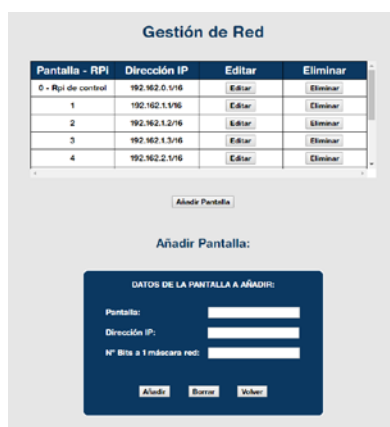 Gestión de Red
Pantalla - RPi Dirección IP Editar Eliminar
0 - Rpi de control 192.162.0.1/16 Editar Eliminar
1 192.162.1.1/16 Editar Eliminar
2 192.162.1.2/16 Editar Eliminar
3 192.162.1.3/16 Editar Eliminar
4 192.162.2.1/16 Editar Eliminar
Añadir Pantalla
Añadir Pantalla:
DATOS DE LA PANTALLA A AÑADIR:
Pantalla:
Dirección IP:
Nº Bits a 1 máscara red:
Añadir Borrar Volver